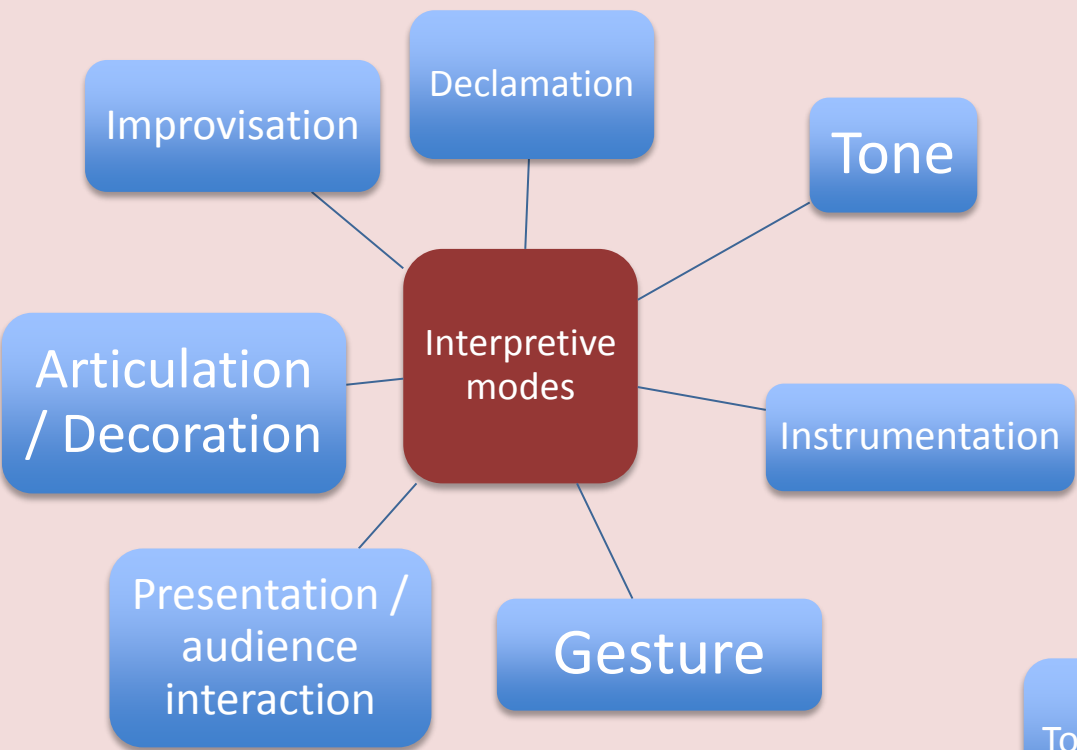 Declamation
Improvisation
Tone
Interpretive
modes
Articulation
/ Decoration
Instrumentation
Presentation /
audience
interaction
Gesture